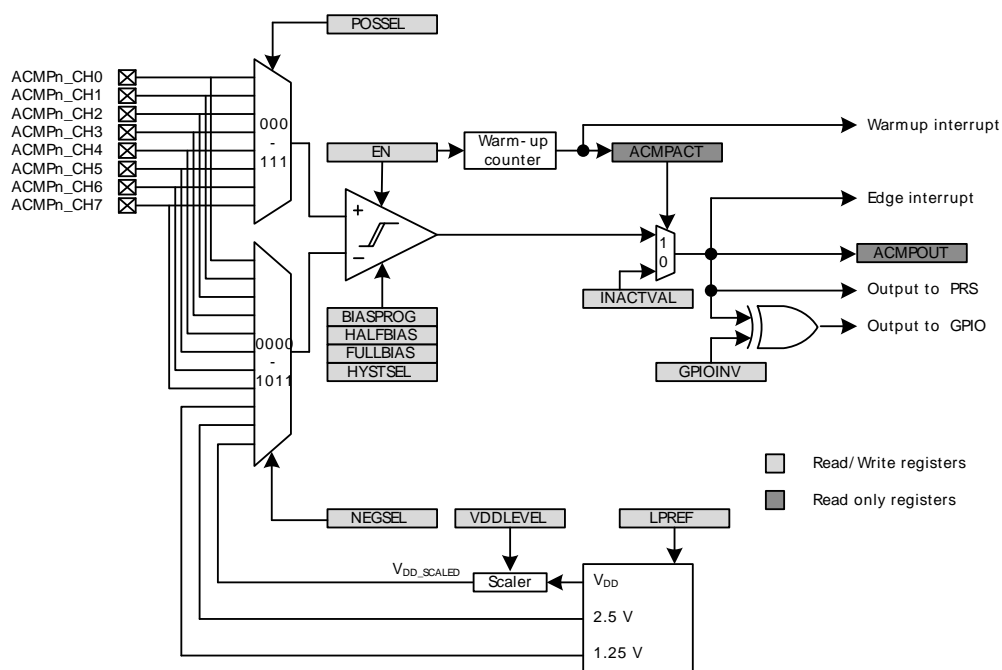 POSSEL
ACMPn_CH0
ACMPn_CH1
ACMPn_CH2
ACMPn_CH3
ACMPn_CH4
ACMPn_CH5
ACMPn_CH6
ACMPn_CH7
000
-
111
EN
Warm-up
counter
ACMPACT
Warmup interrupt
Edge interrupt
+
−
1
0
ACMPOUT
INACTVAL
Output to PRS
Output to GPIO
BIASPROG
HALFBIAS
FULLBIAS
HYSTSEL
0000
-
1011
GPIOINV
Read/Write registers
Read only registers
NEGSEL
VDDLEVEL
LPREF
VDD_SCALED
Scaler
VDD
2.5 V
1.25 V